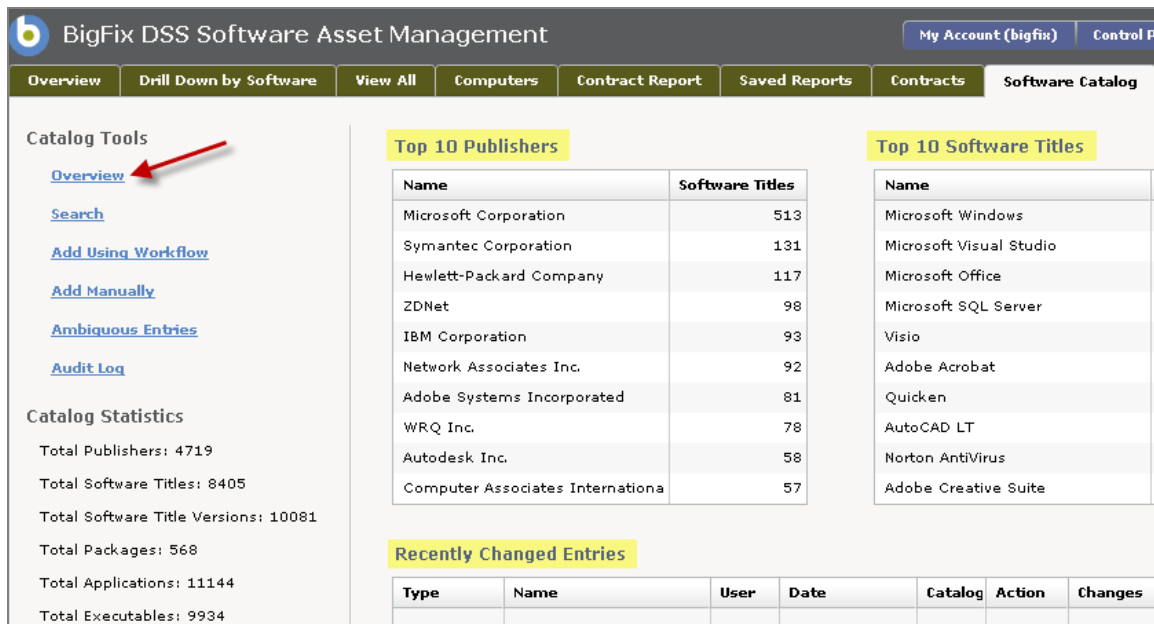 BigFix DSS Software Asset Management
My Account (bigfix) Control P
Overview Drill Down by Software View All Computers Contract Report Saved Reports Contracts Software Catalog
Catalog Tools
Overview
Search
Add Using Workflow
Add Manually
Ambiguous Entries
Audit Log
Catalog Statistics
Total Publishers: 4719
Total Software Titles: 8405
Total Software Title Versions: 10081
Total Packages: 568
Total Applications: 11144
Total Executables: 9934
Top 10 Publishers
Name Software Titles
Microsoft Corporation 513
Symantec Corporation 131
Hewlett-Packard Company 117
ZDNet 98
IBM Corporation 93
Network Associates Inc. 92
Adobe Systems Incorporated 81
WRQ Inc. 78
Autodesk Inc. 58
Computer Associates Internationa 57
Top 10 Software Titles
Name
Microsoft Windows
Microsoft Visual Studio
Microsoft Office
Microsoft SQL Server
Visio
Adobe Acrobat
Quicken
AutoCAD LT
Norton AntiVirus
Adobe Creative Suite
Recently Changed Entries
Type Name User Date Catalog Action Changes